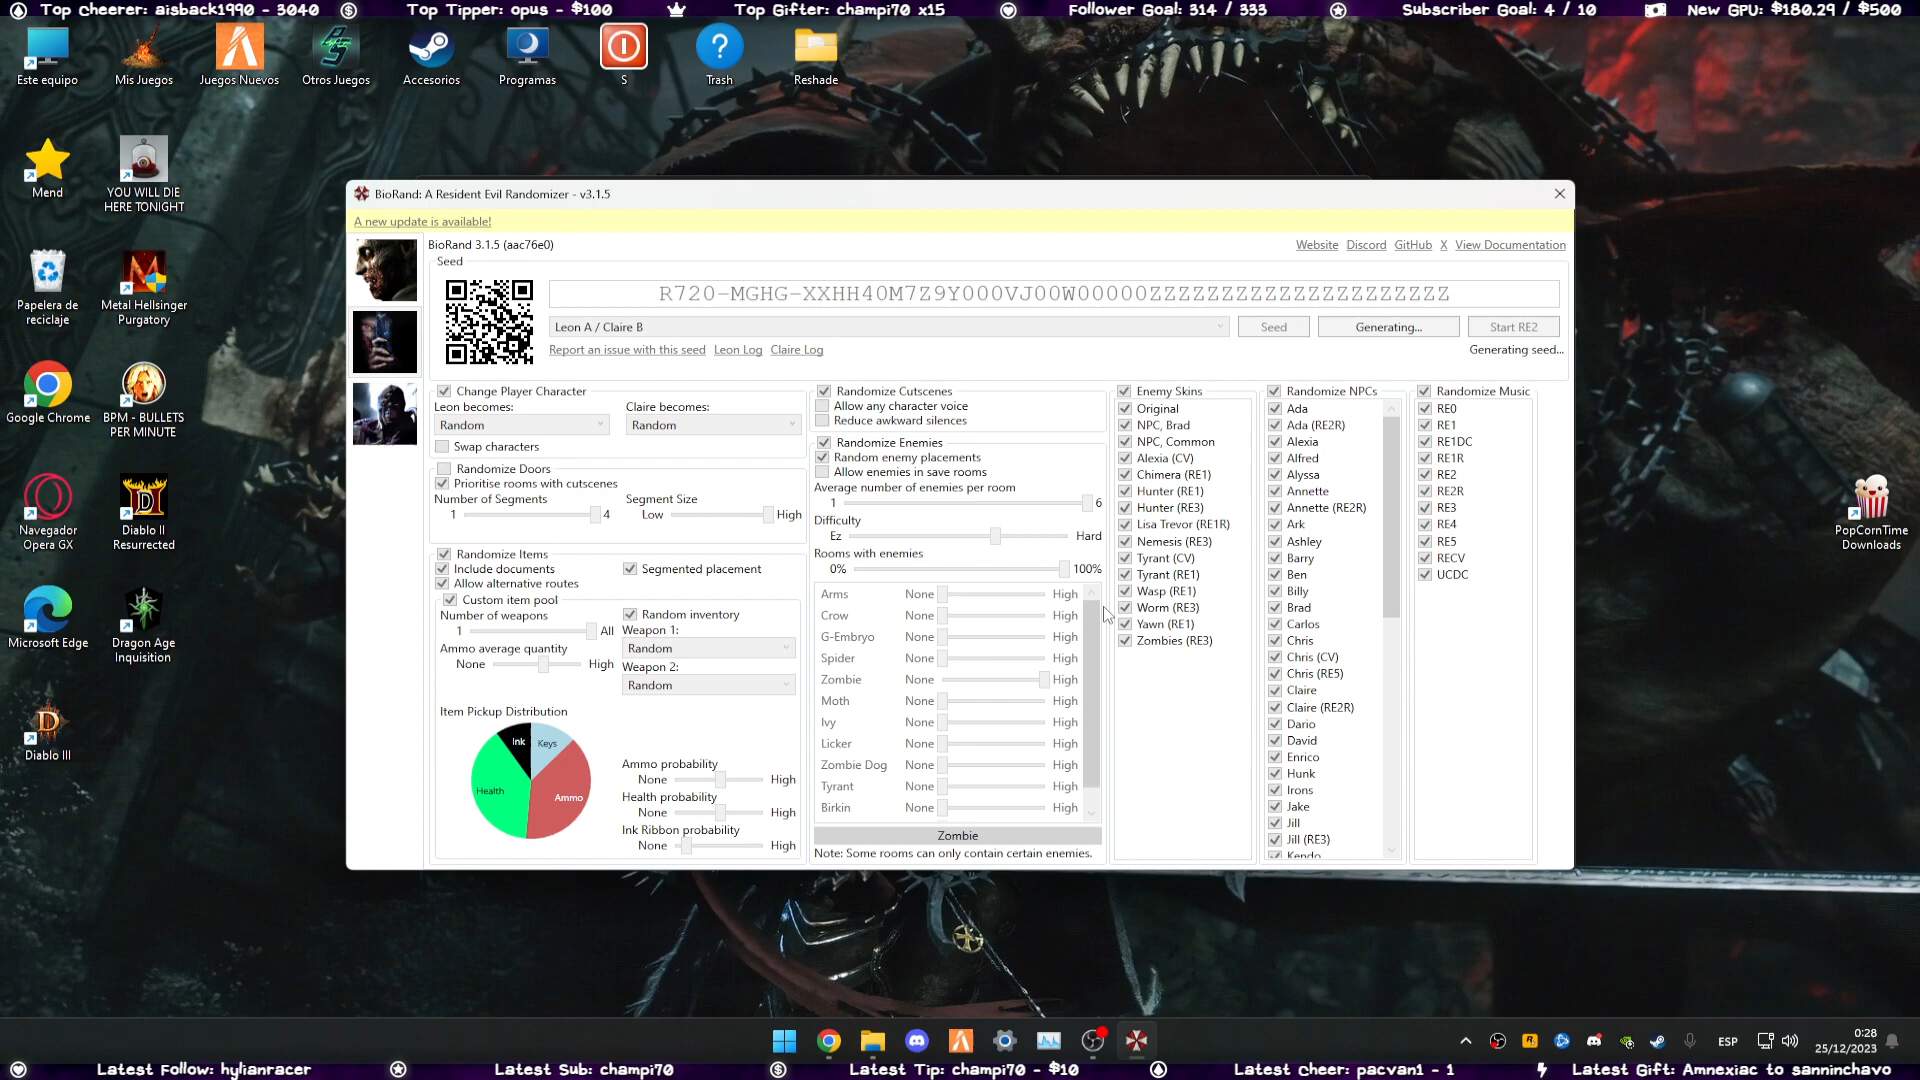 Top Cheerer: aisback1990 - 3040
Top Tipper: opus - $100
Top Gifter: champi70 x15
Follower Goal: 314 / 333
Subscriber Goal: 4 / 10
New GPU: $180.29 / $500
Este equipo
Mis Juegos
Juegos Nuevos
Otros Juegos
Accesorios
Programas
S
Trash
Reshade
Mend
YOU WILL DIE
HERE TONIGHT
Papelera de
reciclaje
Metal Hellsinger
Purgatory
Google Chrome
BPM - BULLETS
PER MINUTE
Navegador
Opera GX
Diablo II
Resurrected
Microsoft Edge
Dragon Age
Inquisition
Diablo III
PopCornTime
Downloads
BioRand: A Resident Evil Randomizer - v3.1.5
A new update is available!
BioRand 3.1.5 (aac76e0)
Website Discord GitHub X View Documentation
Seed
R720-MGHG-XXHH40M7Z9Y000VJ00W00000ZZZZZZZZZZZZZZZZZZZZZ
Leon A / Claire B
Seed
Generating...
Start RE2
Report an issue with this seed Leon Log Claire Log
Generating seed...
Change Player Character
Leon becomes:
Claire becomes:
Random
Random
Swap characters
Randomize Doors
Prioritise rooms with cutscenes
Number of Segments
Segment Size
1 4
Low High
Randomize Items
Include documents
Segmented placement
Allow alternative routes
Custom item pool
Number of weapons
Random inventory
1 All
Weapon 1:
Ammo average quantity
Random
None High
Weapon 2:
Random
Item Pickup Distribution
Ink
Keys
Health
Ammo
Ammo probability
None High
Health probability
None High
Ink Ribbon probability
None High
Randomize Cutscenes
Allow any character voice
Reduce awkward silences
Randomize Enemies
Random enemy placements
Allow enemies in save rooms
Average number of enemies per room
1 6
Difficulty
Ez Hard
Rooms with enemies
0% 100%
Arms None High
Crow None High
G-Embryo None High
Spider None High
Zombie None High
Moth None High
Ivy None High
Licker None High
Zombie Dog None High
Tyrant None High
Birkin None High
Zombie
Note: Some rooms can only contain certain enemies.
Enemy Skins
Original
NPC, Brad
NPC, Common
Alexia (CV)
Chimera (RE1)
Hunter (RE1)
Hunter (RE3)
Lisa Trevor (RE1R)
Nemesis (RE3)
Tyrant (CV)
Tyrant (RE1)
Wasp (RE1)
Worm (RE3)
Yawn (RE1)
Zombies (RE3)
Randomize NPCs
Ada
Ada (RE2R)
Alexia
Alfred
Alyssa
Annette
Annette (RE2R)
Ark
Ashley
Barry
Ben
Billy
Brad
Carlos
Chris
Chris (CV)
Chris (RE5)
Claire
Claire (RE2R)
Dario
David
Enrico
Hunk
Irons
Jake
Jill
Jill (RE3)
Kendo
Randomize Music
RE0
RE1
RE1DC
RE1R
RE2
RE2R
RE3
RE4
RE5
RECV
UCDC
ESP
0:28
25/12/2023
Latest Follow: hylianracer
Latest Sub: champi70
Latest Tip: champi70 - $10
Latest Cheer: pacvan1 - 1
Latest Gift: Amnexiac to sanninchavo